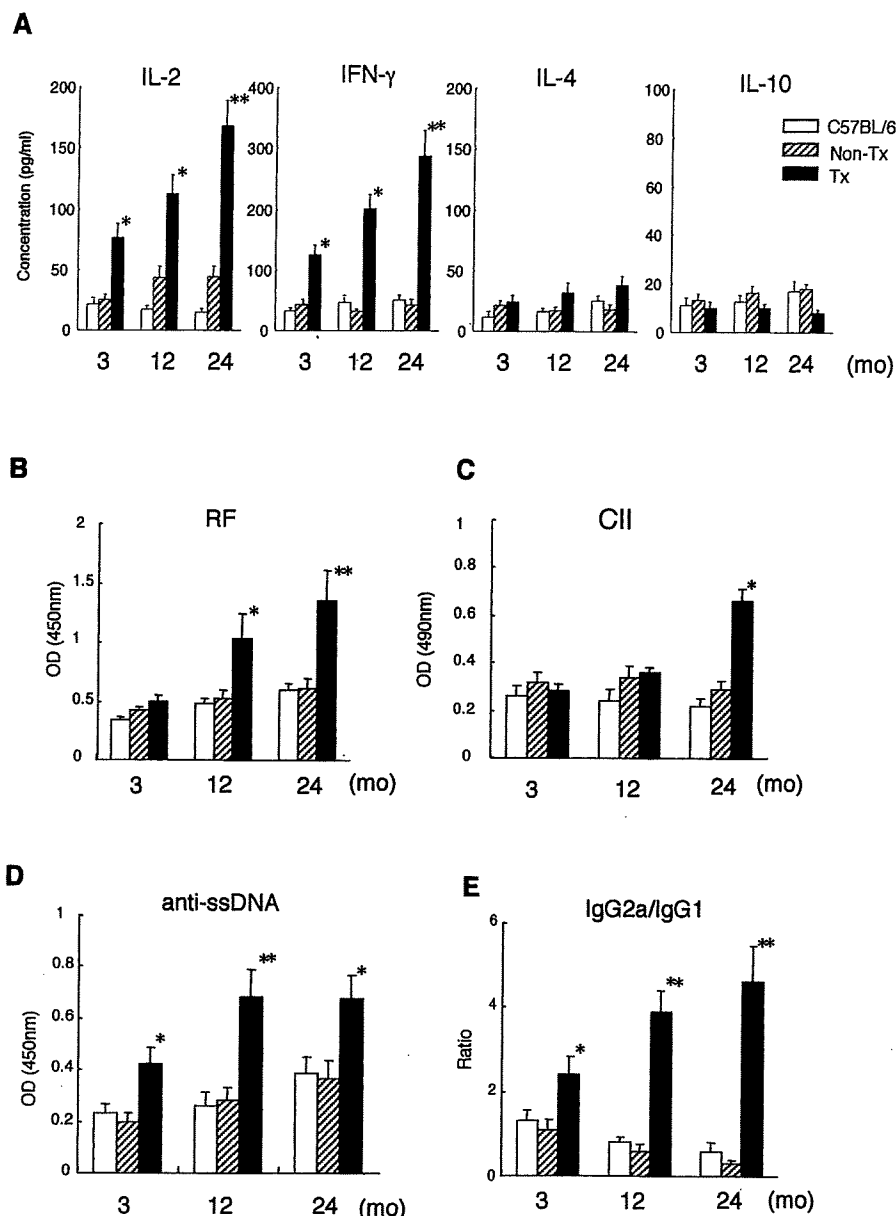 A
IL-2 IFN-γ IL-4 IL-10
200 400 200 100
150 300 150 80
100 200 100 60
50 100 50 40
0 0 0 20
0
Concentration (pg/ml)
C57BL/6
Non-Tx
Tx
* * **
* * **
3 12 24 3 12 24 3 12 24 3 12 24 (mo)
B
RF
2
1.5
1
0.5
0
OD (450nm)
* **
3 12 24 (mo)
C
CII
1
0.8
0.6
0.4
0.2
0
OD (490nm)
*
3 12 24 (mo)
D
anti-ssDNA
1
0.8
0.6
0.4
0.2
0
OD (450nm)
* ** *
3 12 24 (mo)
E
IgG2a/IgG1
6
4
2
0
Ratio
* ** **
3 12 24 (mo)